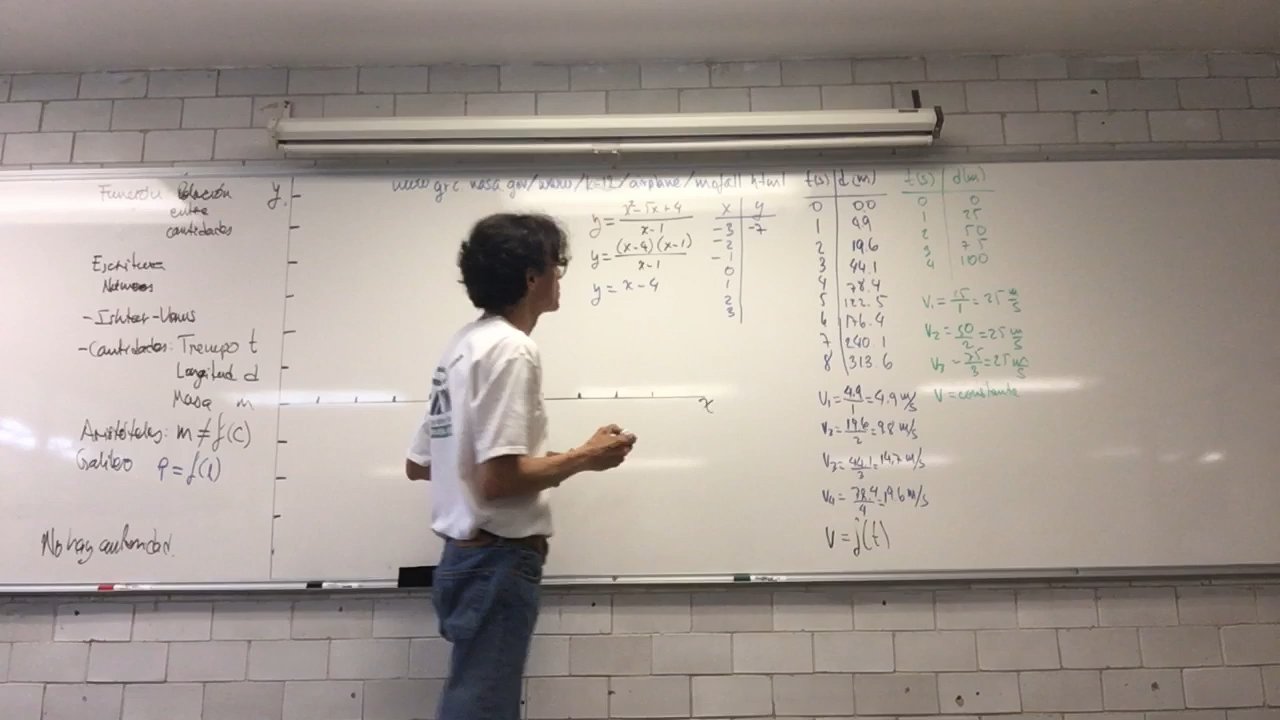 Función Relación
entre
cantidades
Escritura
Números
- Ishtar - Venus
- Cantidades: Tiempo t
Longitud d
Masa m
Aristóteles: m ≠ f(C)
Galileo P = f(t)
No hay autoridad.
y
x
www.grc.nasa.gov/www/k-12/airplane/mofall.html
y = x² - 5x + 4 / x - 1
y = (x-4)(x-1) / x - 1
y = x - 4
x y
-3 -7
-2
-1
0
1
2
3
t(s) d(m)
0 0.0
1 4.9
2 19.6
3 44.1
4 78.4
5 122.5
6 176.4
7 240.1
8 313.6
V₁ = 4.9/1 = 4.9 m/s
V₂ = 19.6/2 = 9.8 m/s
V₃ = 44.1/3 = 14.7 m/s
V₄ = 78.4/4 = 19.6 m/s
V = f(t)
t(s) d(m)
0 0
1 25
2 50
3 75
4 100
V₁ = 25/1 = 25 m/s
V₂ = 50/2 = 25 m/s
V₃ = 75/3 = 25 m/s
V = constante